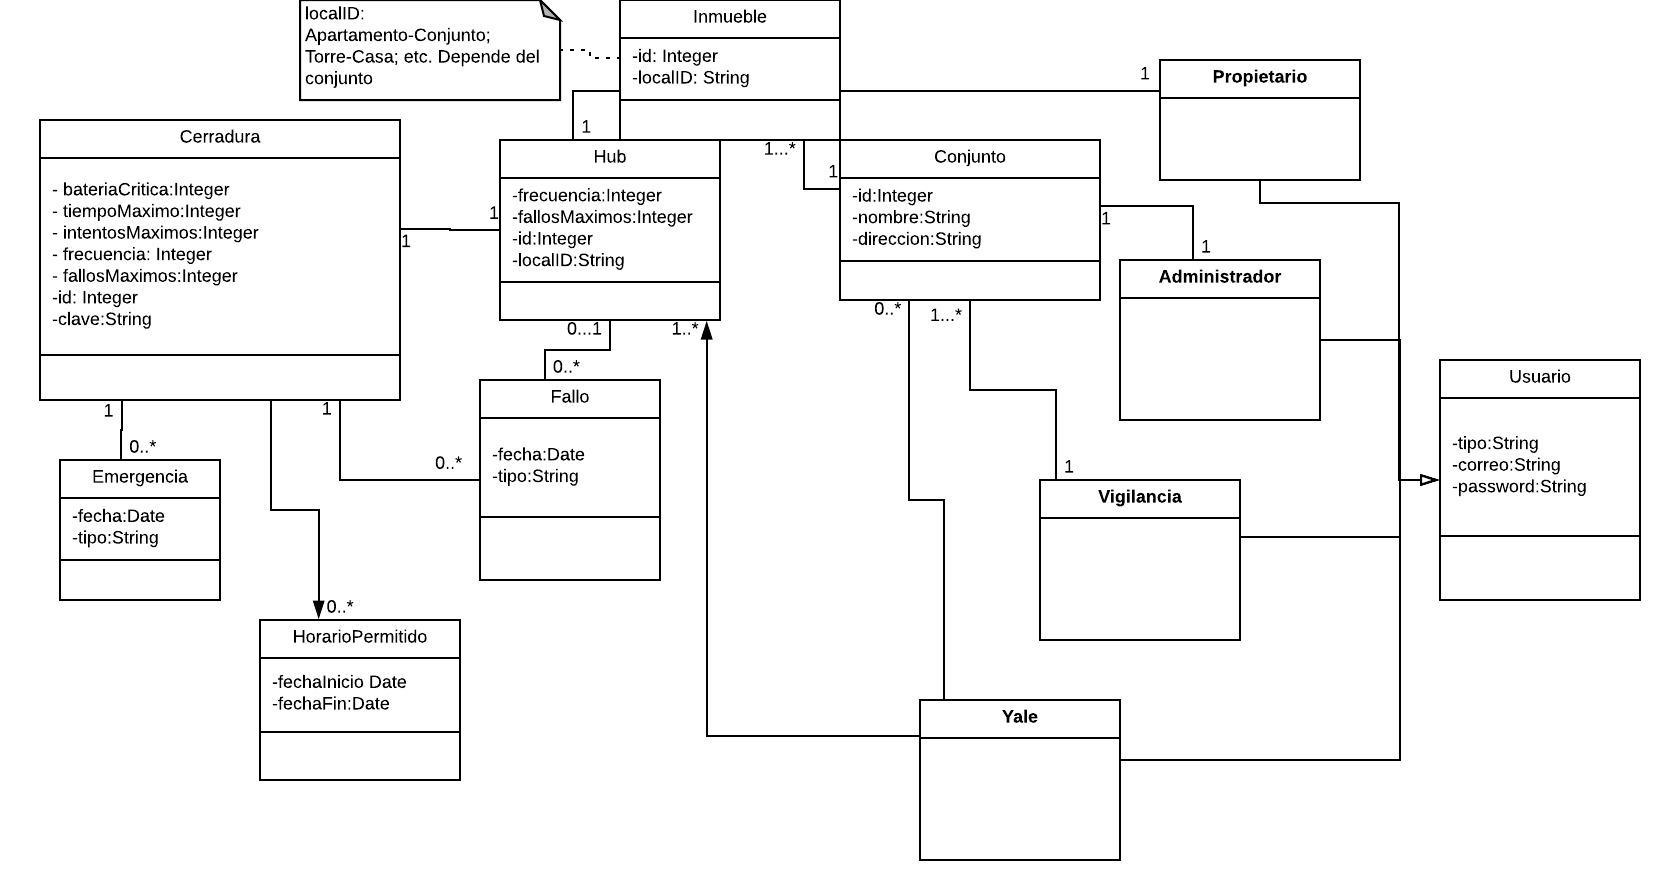 localID:
Apartamento-Conjunto;
Torre-Casa; etc. Depende del
conjunto
Inmueble
-id: Integer
-localID: String
1
Propietario
1
Cerradura
- bateriaCritica:Integer
- tiempoMaximo:Integer
- intentosMaximos:Integer
- frecuencia: Integer
- fallosMaximos:Integer
-id: Integer
-clave:String
1
1
Hub
-frecuencia:Integer
-fallosMaximos:Integer
-id:Integer
-localID:String
1...*
1
Conjunto
-id:Integer
-nombre:String
-direccion:String
1
1
Administrador
0...1
1..*
0..*
1...*
0..*
Fallo
-fecha:Date
-tipo:String
Usuario
-tipo:String
-correo:String
-password:String
1
0..*
1
0..*
Emergencia
-fecha:Date
-tipo:String
1
Vigilancia
0..*
HorarioPermitido
-fechaInicio Date
-fechaFin:Date
Yale